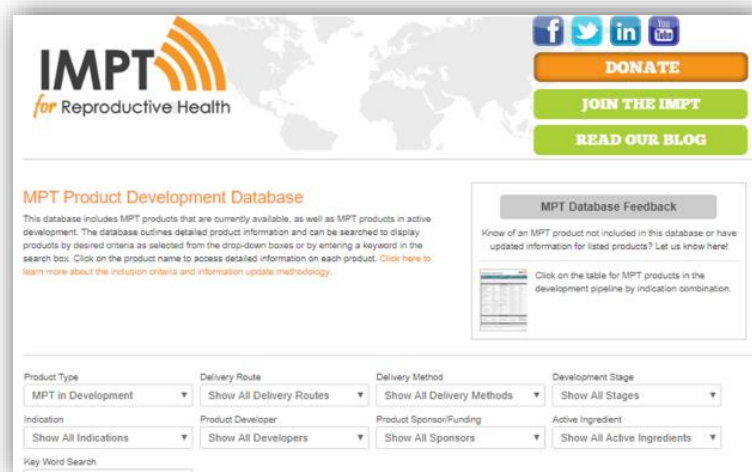 IMPT
for Reproductive Health
You
Tube
DONATE
JOIN THE IMPT
READ OUR BLOG
MPT Product Development Database
This database includes MPT products that are currently available, as well as MPT products in active
development. The database outlines detailed product information and can be searched to display
products by desired criteria as selected from the drop-down boxes or by entering a keyword in the
search box. Click on the product name to access detailed information on each product. Click here to
learn more about the inclusion criteria and information update methodology.
MPT Database Feedback
Know of an MPT product not included in this database or have
updated information for listed products? Let us know here!
Click on the table for MPT products in the
development pipeline by indication combination.
Product Type
Delivery Route
Delivery Method
Development Stage
MPT in Development
Show All Delivery Routes
Show All Delivery Methods
Show All Stages
Indication
Product Developer
Product Sponsor/Funding
Active Ingredient
Show All Indications
Show All Developers
Show All Sponsors
Show All Active Ingredients
Key Word Search